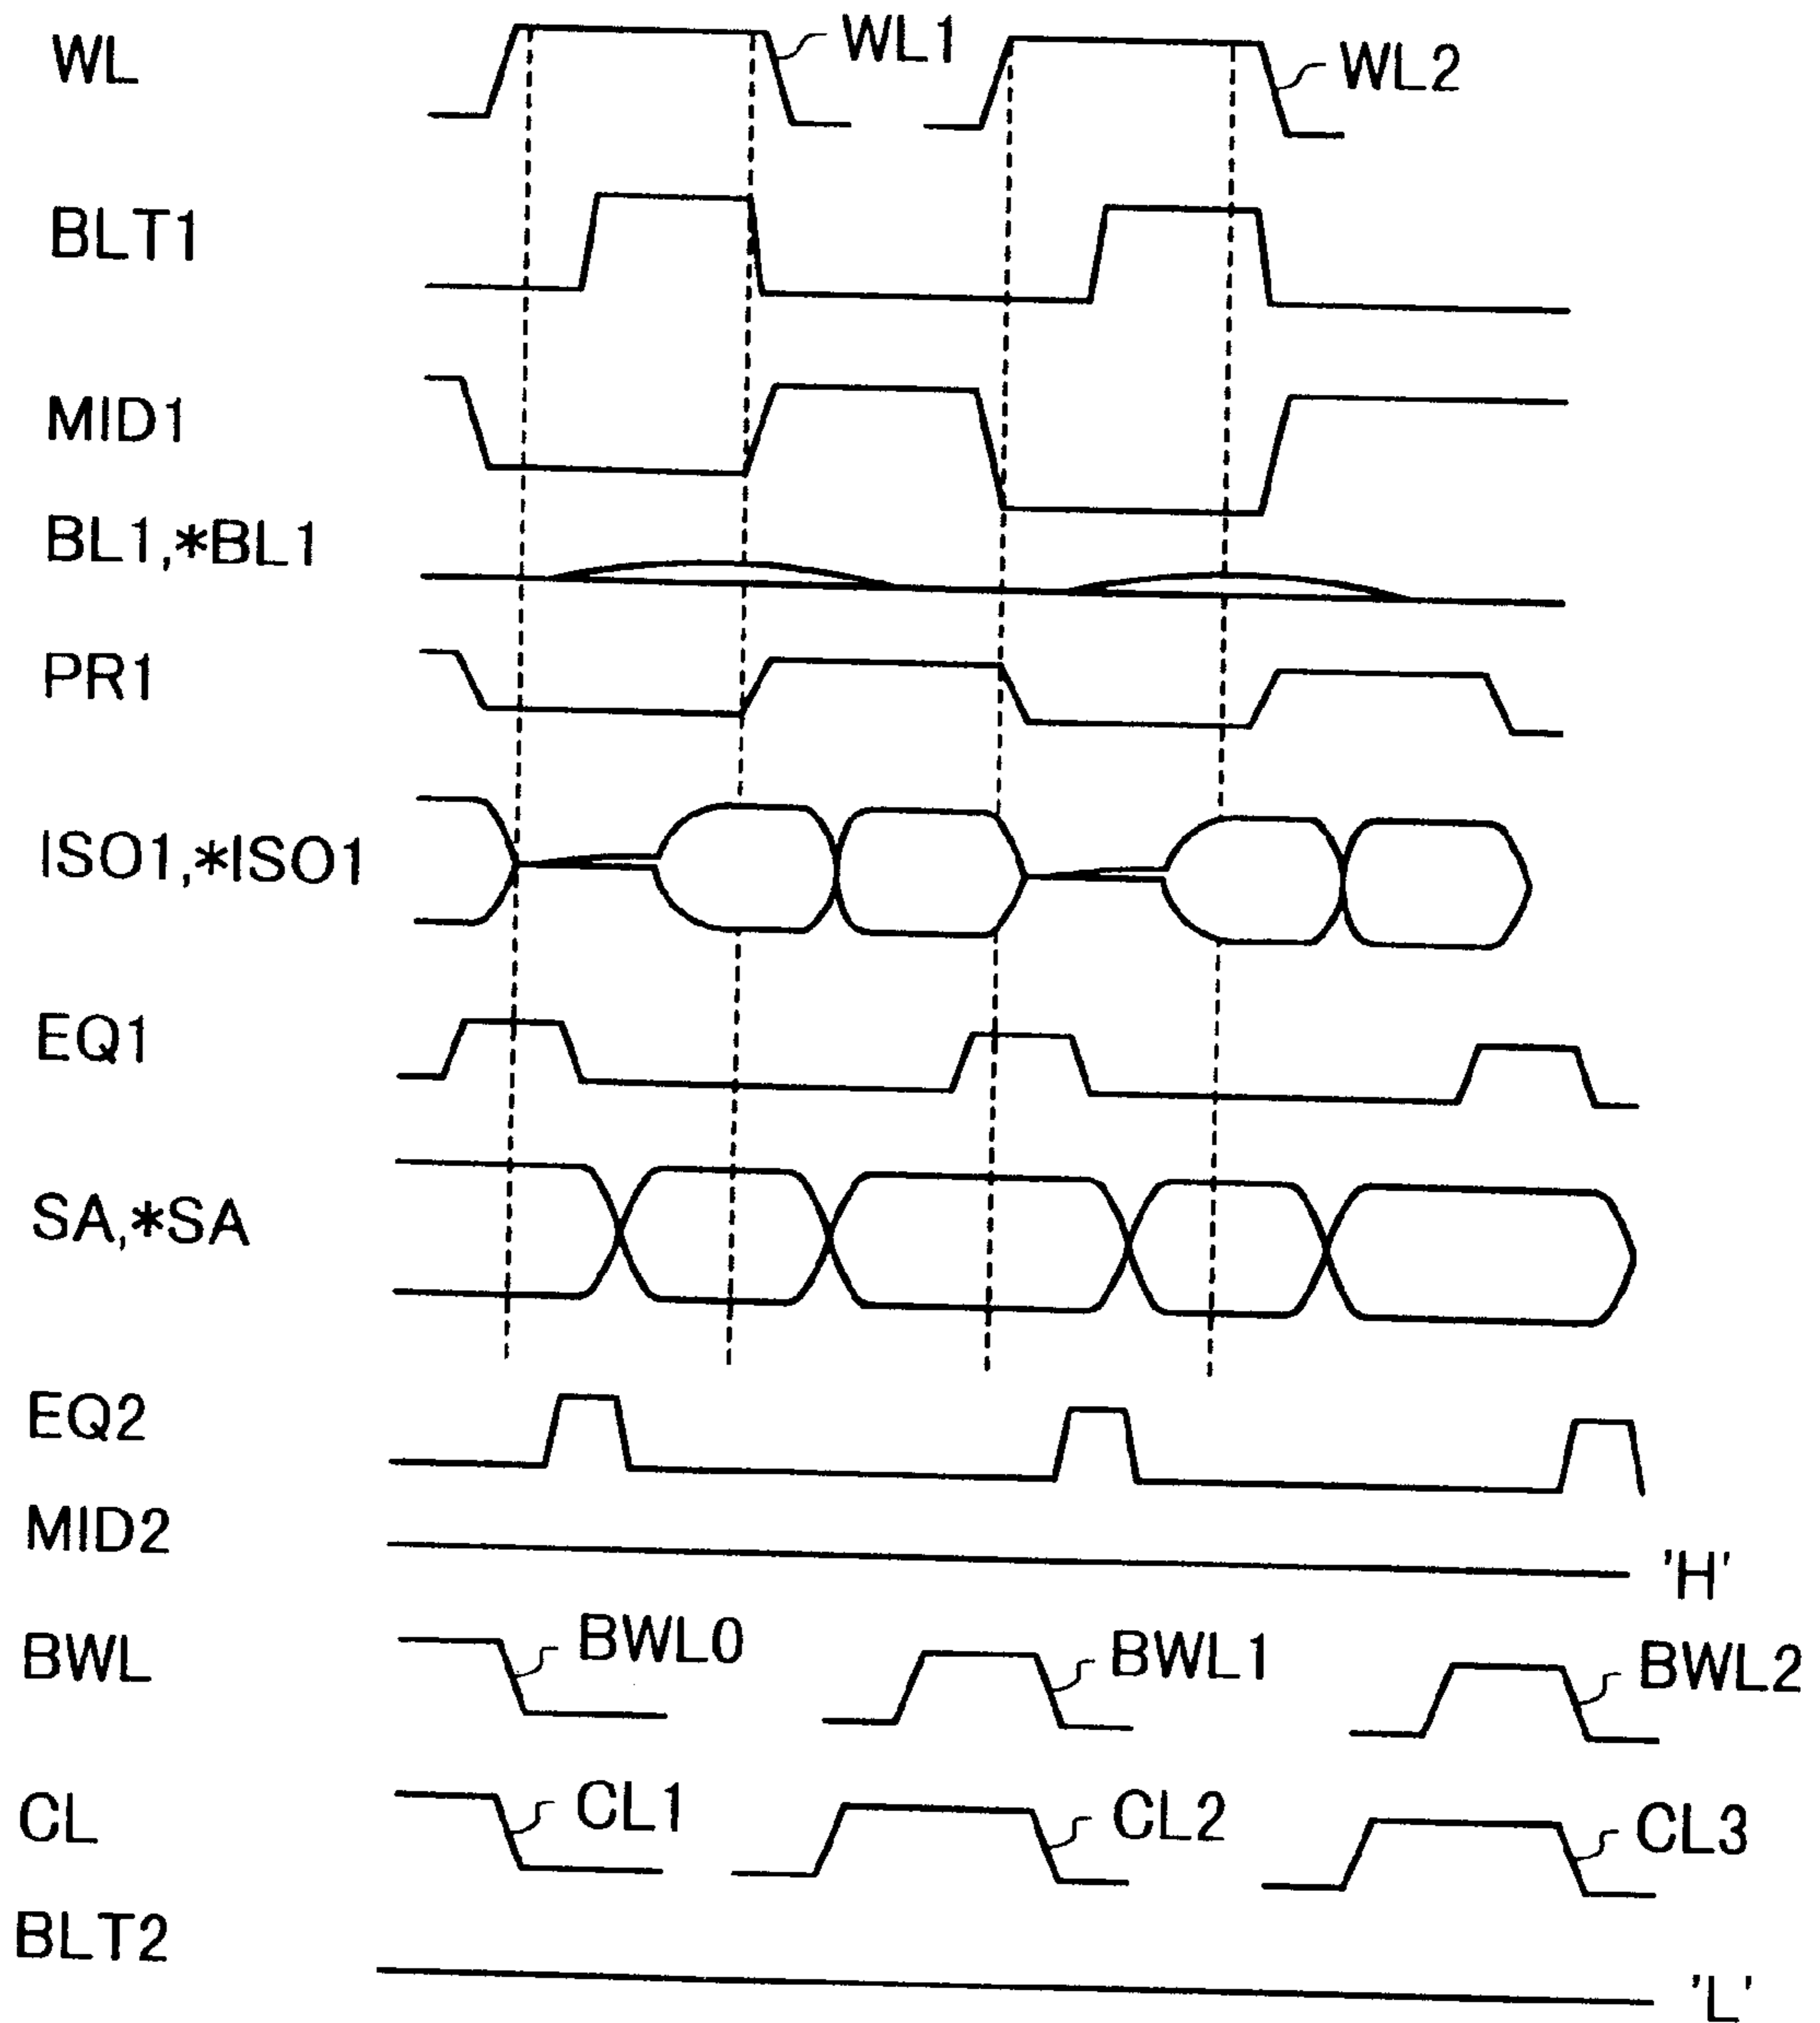 WL WL1 WL2
BLT1
MID1
BL1,*BL1
PR1
ISO1,*ISO1
EQ1
SA,*SA
EQ2
MID2 'H'
BWL BWL0 BWL1 BWL2
CL CL1 CL2 CL3
BLT2 'L'